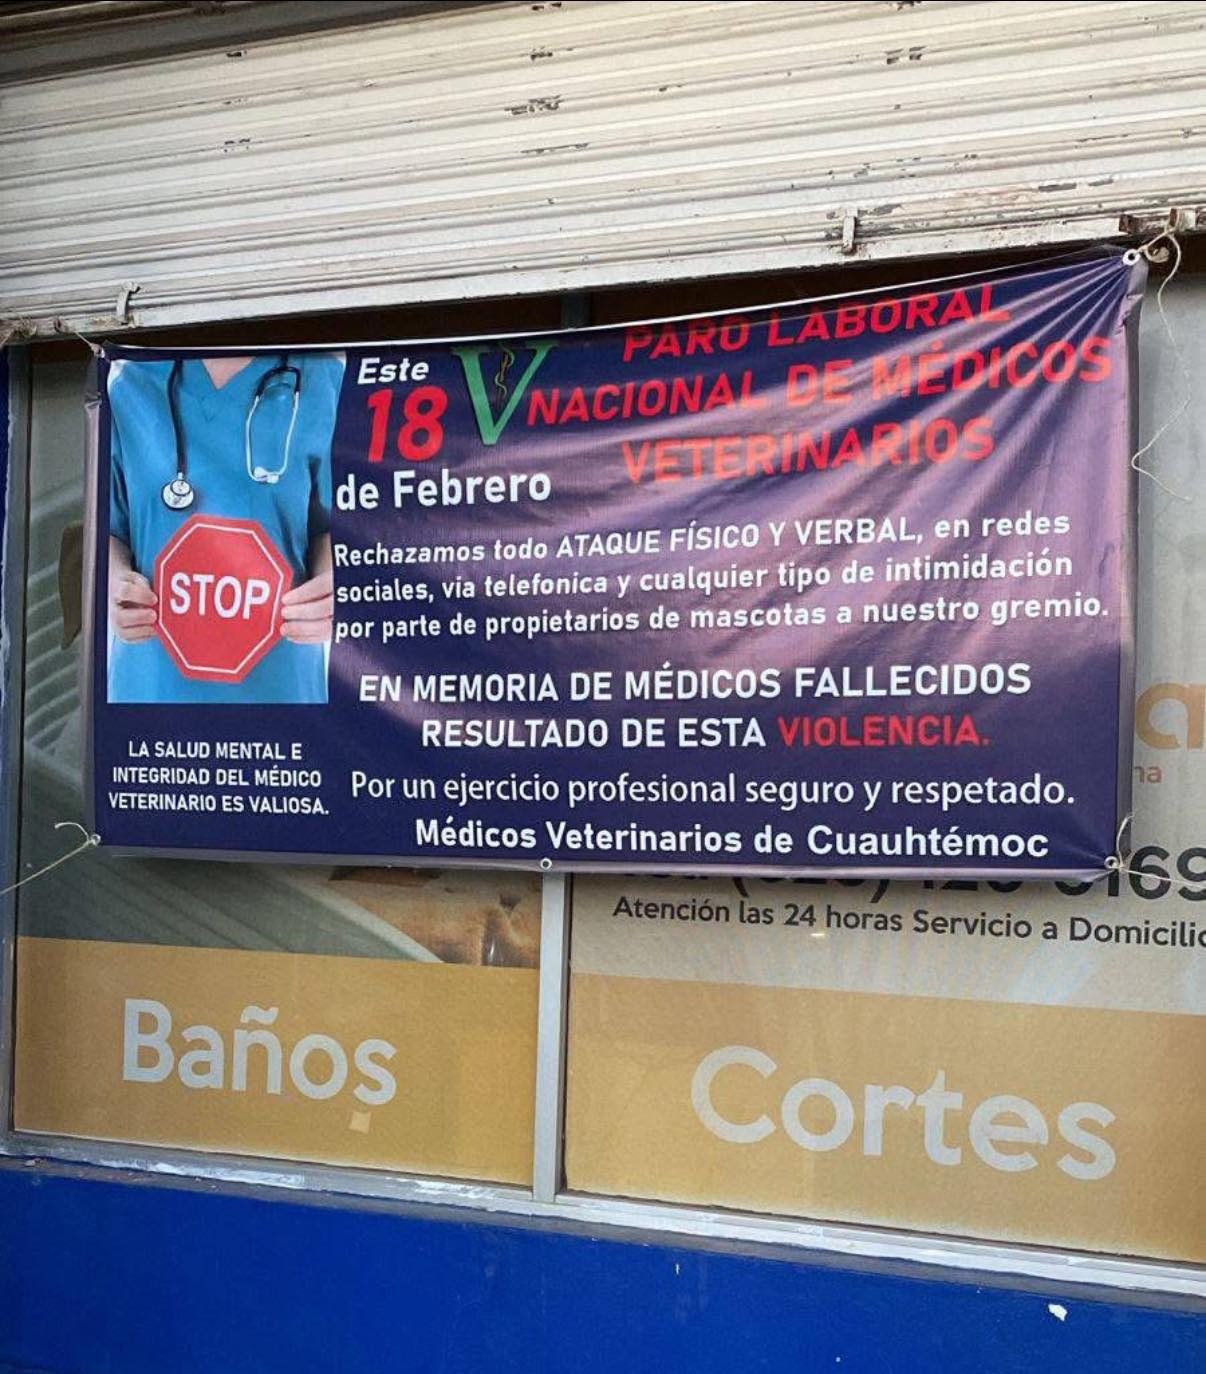 Este
18
de Febrero
V
PARO LABORAL
NACIONAL DE MÉDICOS
VETERINARIOS
Rechazamos todo ATAQUE FÍSICO Y VERBAL, en redes
sociales, via telefonica y cualquier tipo de intimidación
por parte de propietarios de mascotas a nuestro gremio.
EN MEMORIA DE MÉDICOS FALLECIDOS
RESULTADO DE ESTA VIOLENCIA.
Por un ejercicio profesional seguro y respetado.
Médicos Veterinarios de Cuauhtémoc
STOP
LA SALUD MENTAL E
INTEGRIDAD DEL MÉDICO
VETERINARIO ES VALIOSA.
Atención las 24 horas Servicio a
Baños
Cortes